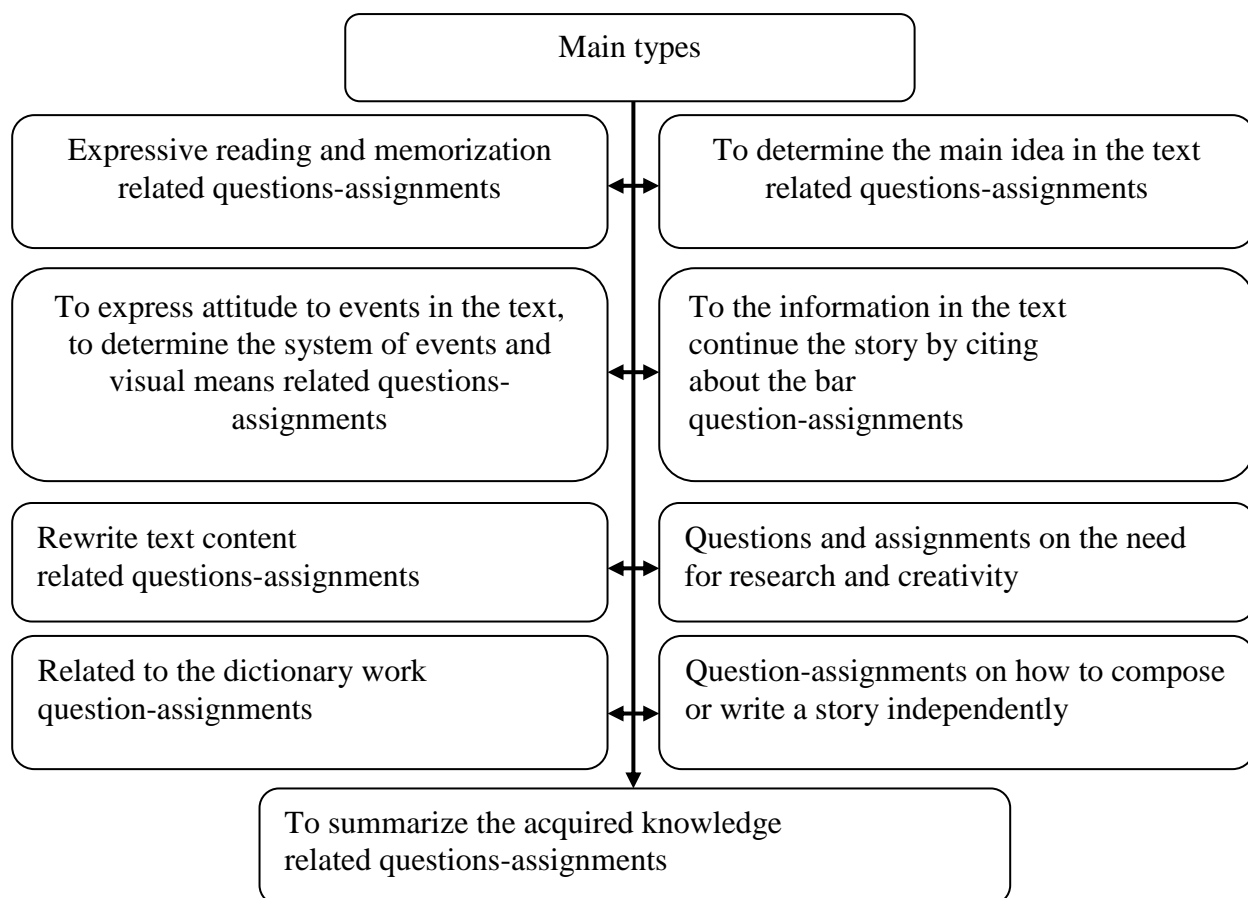 Main types
Expressive reading and memorization
related questions-assignments
To determine the main idea in the text
related questions-assignments
To express attitude to events in the text,
to determine the system of events and
visual means related questions-
assignments
To the information in the text
continue the story by citing
about the bar
question-assignments
Rewrite text content
related questions-assignments
Questions and assignments on the need
for research and creativity
Related to the dictionary work
question-assignments
Question-assignments on how to compose
or write a story independently
To summarize the acquired knowledge
related questions-assignments